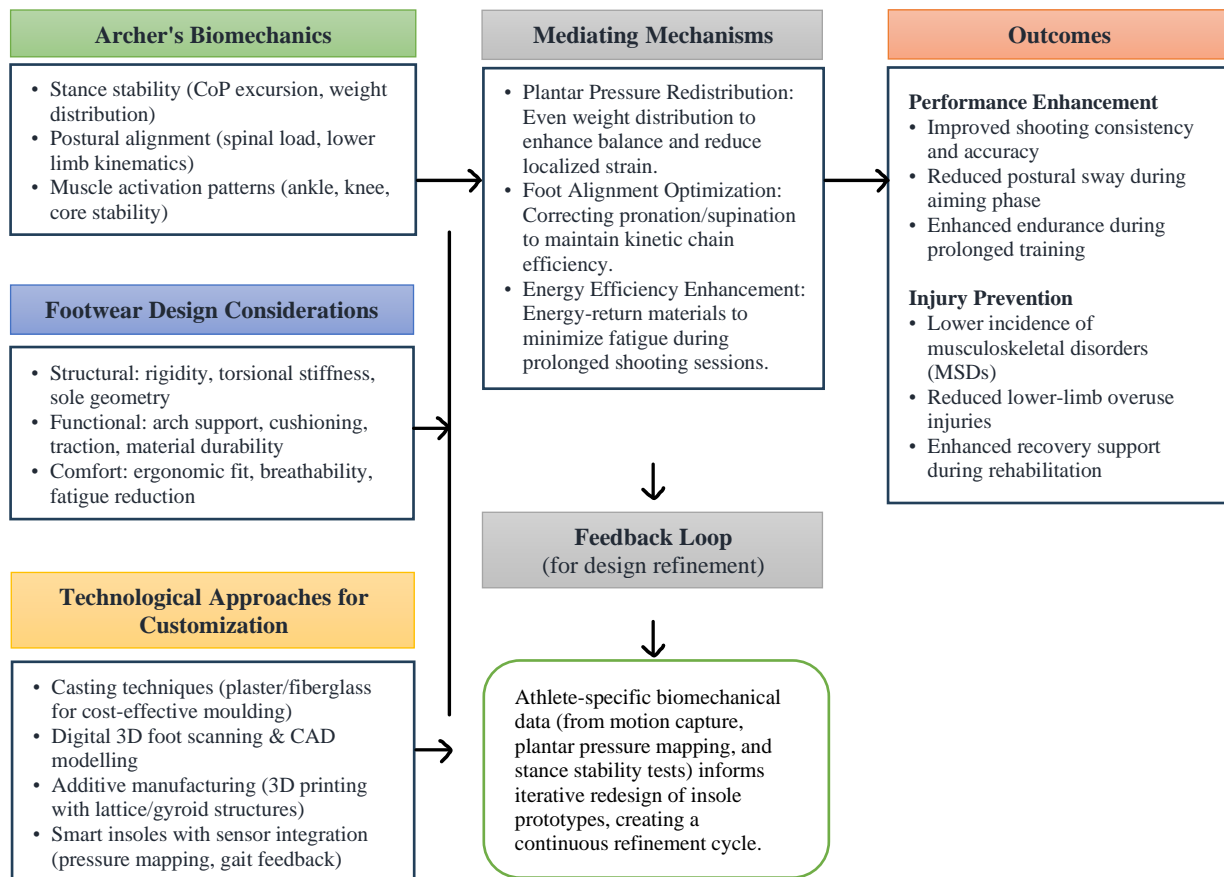 Archer's Biomechanics
• Stance stability (CoP excursion, weight
distribution)
• Postural alignment (spinal load, lower
limb kinematics)
• Muscle activation patterns (ankle, knee,
core stability)
Footwear Design Considerations
• Structural: rigidity, torsional stiffness,
sole geometry
• Functional: arch support, cushioning,
traction, material durability
• Comfort: ergonomic fit, breathability,
fatigue reduction
Technological Approaches for
Customization
• Casting techniques (plaster/fiberglass
for cost-effective moulding)
• Digital 3D foot scanning & CAD
modelling
• Additive manufacturing (3D printing
with lattice/gyroid structures)
• Smart insoles with sensor integration
(pressure mapping, gait feedback)
Mediating Mechanisms
• Plantar Pressure Redistribution:
Even weight distribution to
enhance balance and reduce
localized strain.
• Foot Alignment Optimization:
Correcting pronation/supination
to maintain kinetic chain
efficiency.
• Energy Efficiency Enhancement:
Energy-return materials to
minimize fatigue during
prolonged shooting sessions.
Feedback Loop
(for design refinement)
Athlete-specific biomechanical
data (from motion capture,
plantar pressure mapping, and
stance stability tests) informs
iterative redesign of insole
prototypes, creating a
continuous refinement cycle.
Outcomes
Performance Enhancement
• Improved shooting consistency
and accuracy
• Reduced postural sway during
aiming phase
• Enhanced endurance during
prolonged training
Injury Prevention
• Lower incidence of
musculoskeletal disorders
(MSDs)
• Reduced lower-limb overuse
injuries
• Enhanced recovery support
during rehabilitation